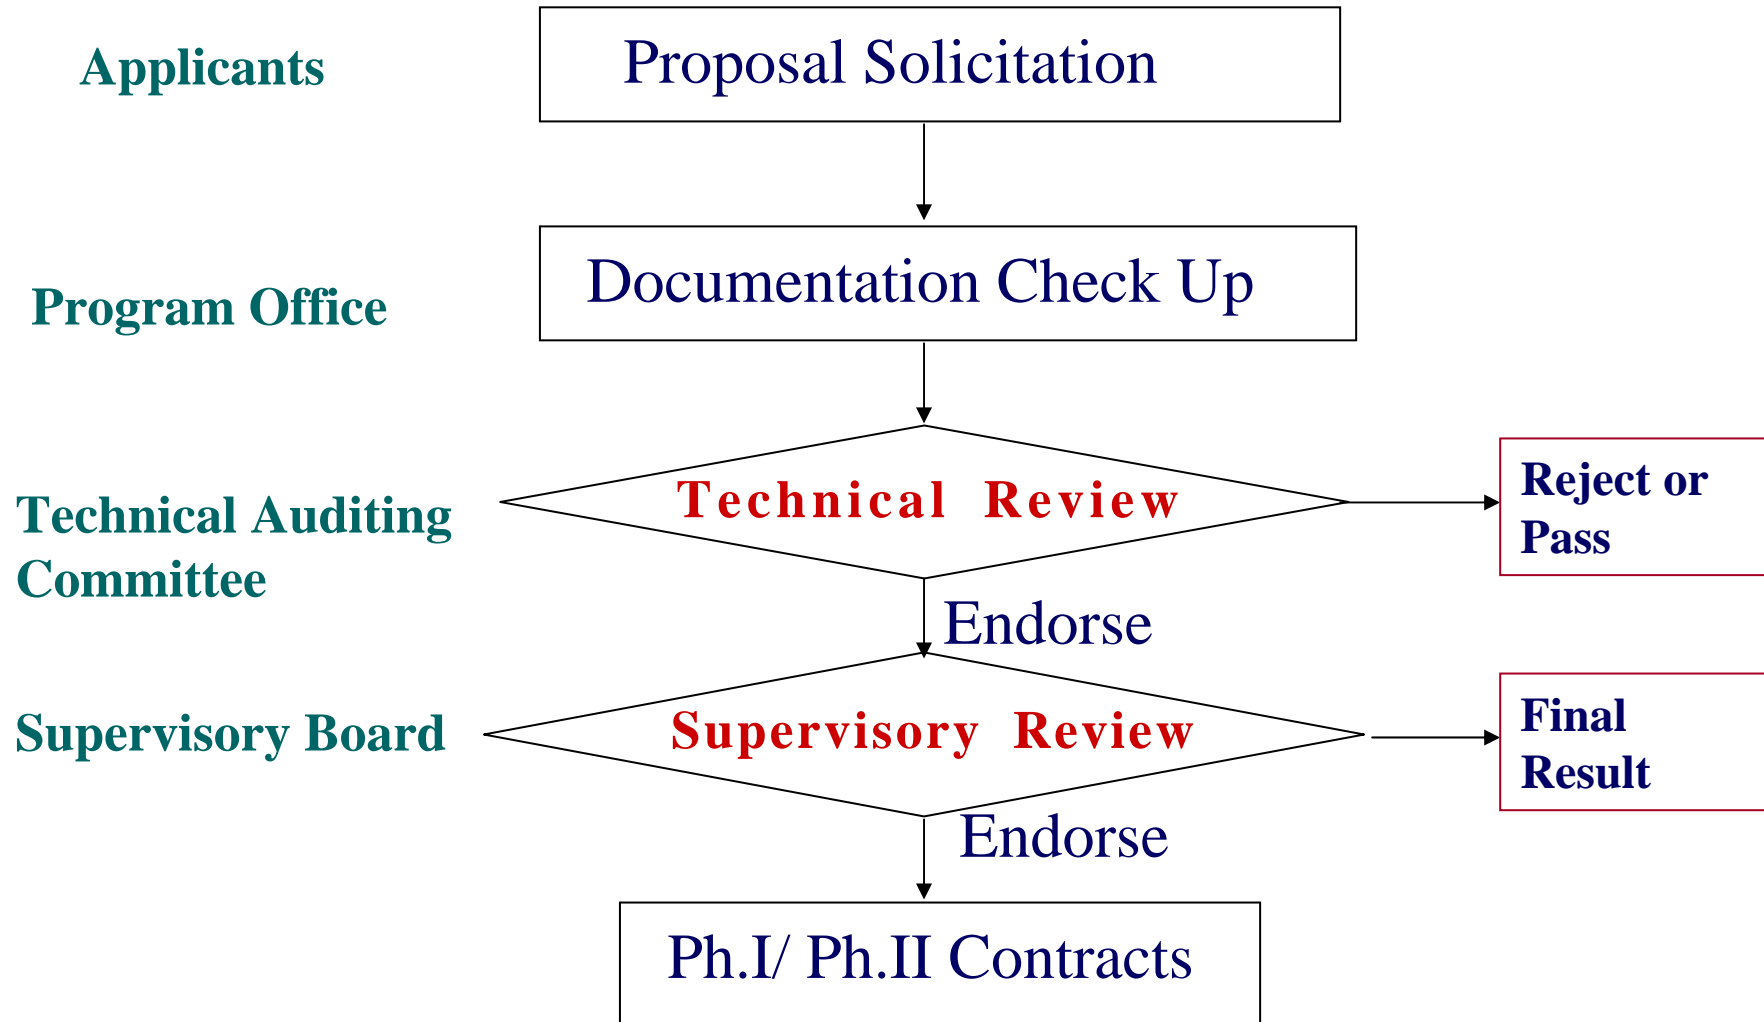 Applicants
Proposal Solicitation
Program Office
Documentation Check Up
Technical Auditing
Committee
Technical Review
Reject or
Pass
Endorse
Supervisory Board
Supervisory Review
Final
Result
Endorse
Ph.I/ Ph.II Contracts